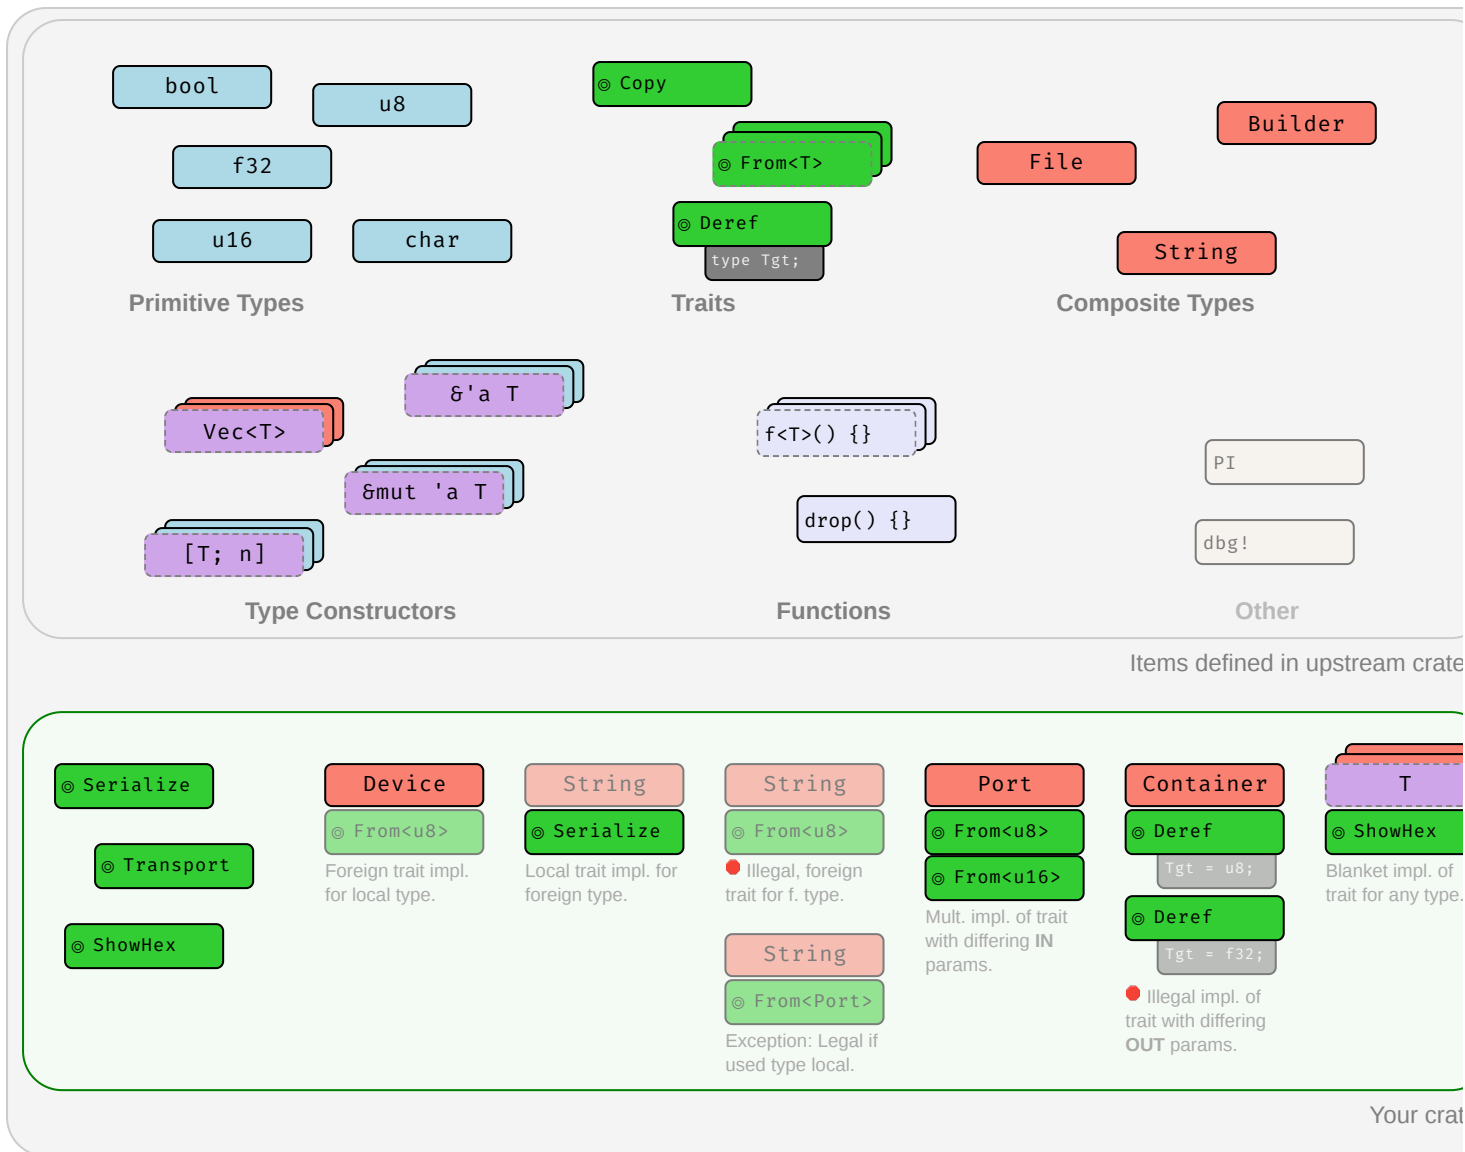 bool
u8
f32
u16
char
Primitive Types
◎ Copy
◎ From<T>
◎ Deref
type Tgt;
Traits
Builder
File
String
Composite Types
Vec<T>
&'a T
&mut 'a T
[T; n]
Type Constructors
f<T>() {}
drop() {}
Functions
PI
dbg!
Other
Items defined in upstream crate
◎ Serialize
◎ Transport
◎ ShowHex
Device
◎ From<u8>
Foreign trait impl.
for local type.
String
◎ Serialize
Local trait impl. for
foreign type.
String
◎ From<u8>
🛑 Illegal, foreign
trait for f. type.
String
◎ From<Port>
Exception: Legal if
used type local.
Port
◎ From<u8>
◎ From<u16>
Mult. impl. of trait
with differing IN
params.
Container
◎ Deref
Tgt = u8;
◎ Deref
Tgt = f32;
🛑 Illegal impl. of
trait with differing
OUT params.
T
◎ ShowHex
Blanket impl. of
trait for any type.
Your crat